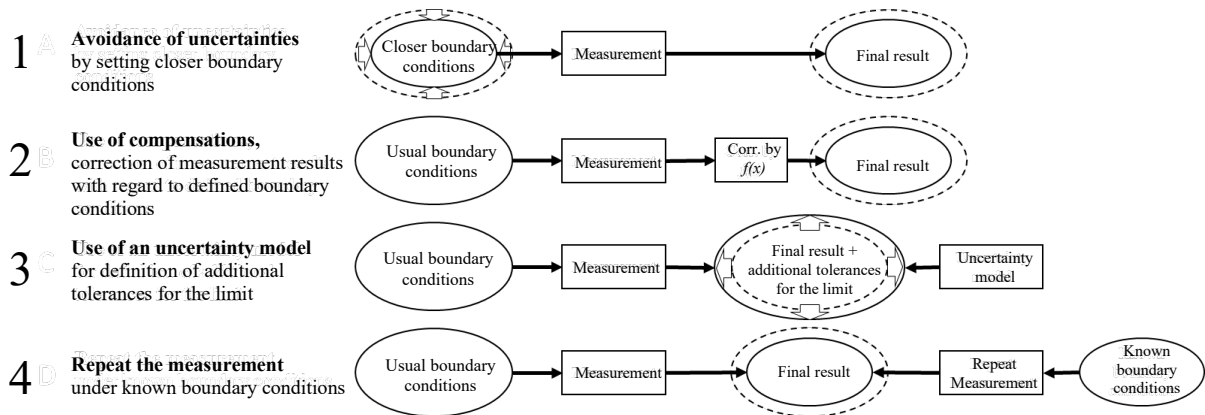 1 A Avoidance of uncertainties
by setting closer boundary
conditions
Closer boundary
conditions
Measurement
Final result
2 B Use of compensations,
correction of measurement results
with regard to defined boundary
conditions
Usual boundary
conditions
Measurement
Corr. by
f(x)
Final result
3 C Use of an uncertainty model
for definition of additional
tolerances for the limit
Usual boundary
conditions
Measurement
Final result +
additional tolerances
for the limit
Uncertainty
model
4 D Repeat the measurement
under known boundary conditions
Usual boundary
conditions
Measurement
Final result
Repeat
Measurement
Known
boundary
conditions